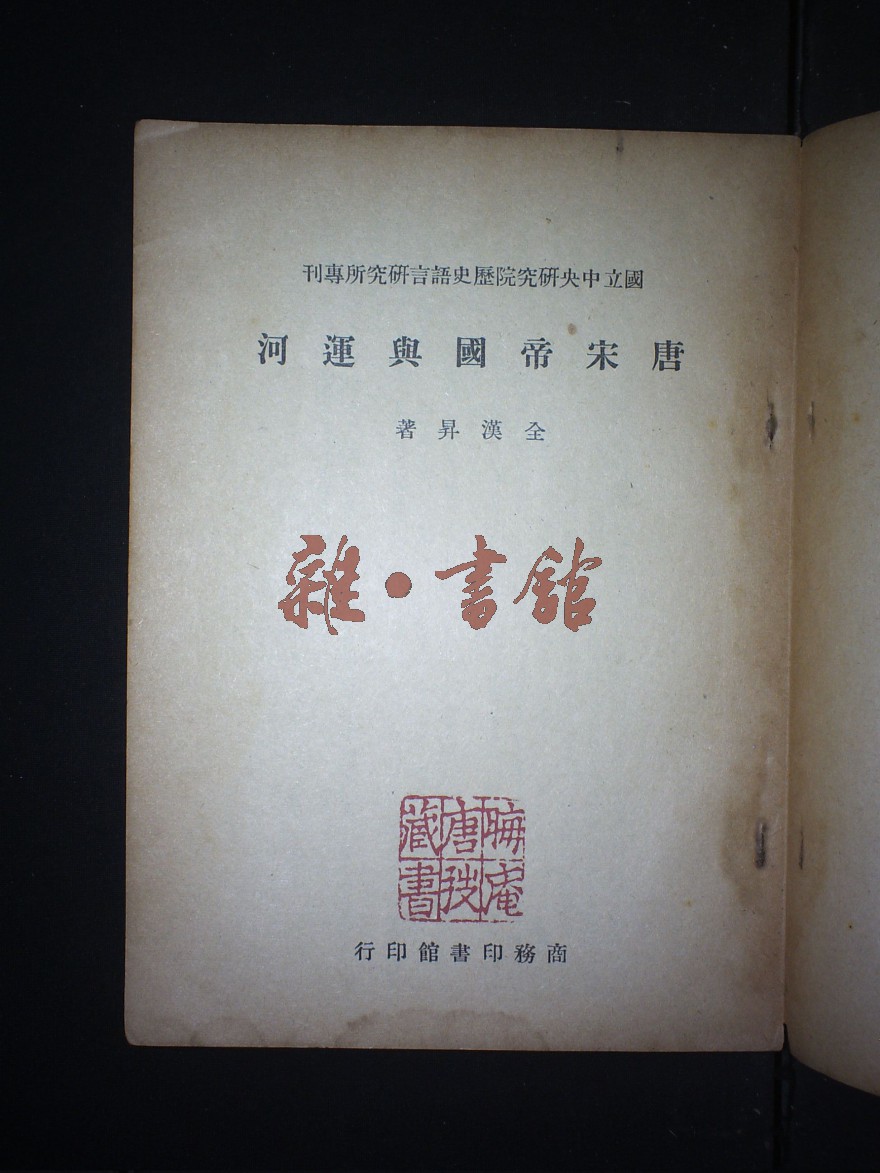 國立中央研究院歷史語言研究所專刊
唐宋帝國與運河
全漢昇著
雜·書館
晦庵
唐弢
藏書
商務印書館印行